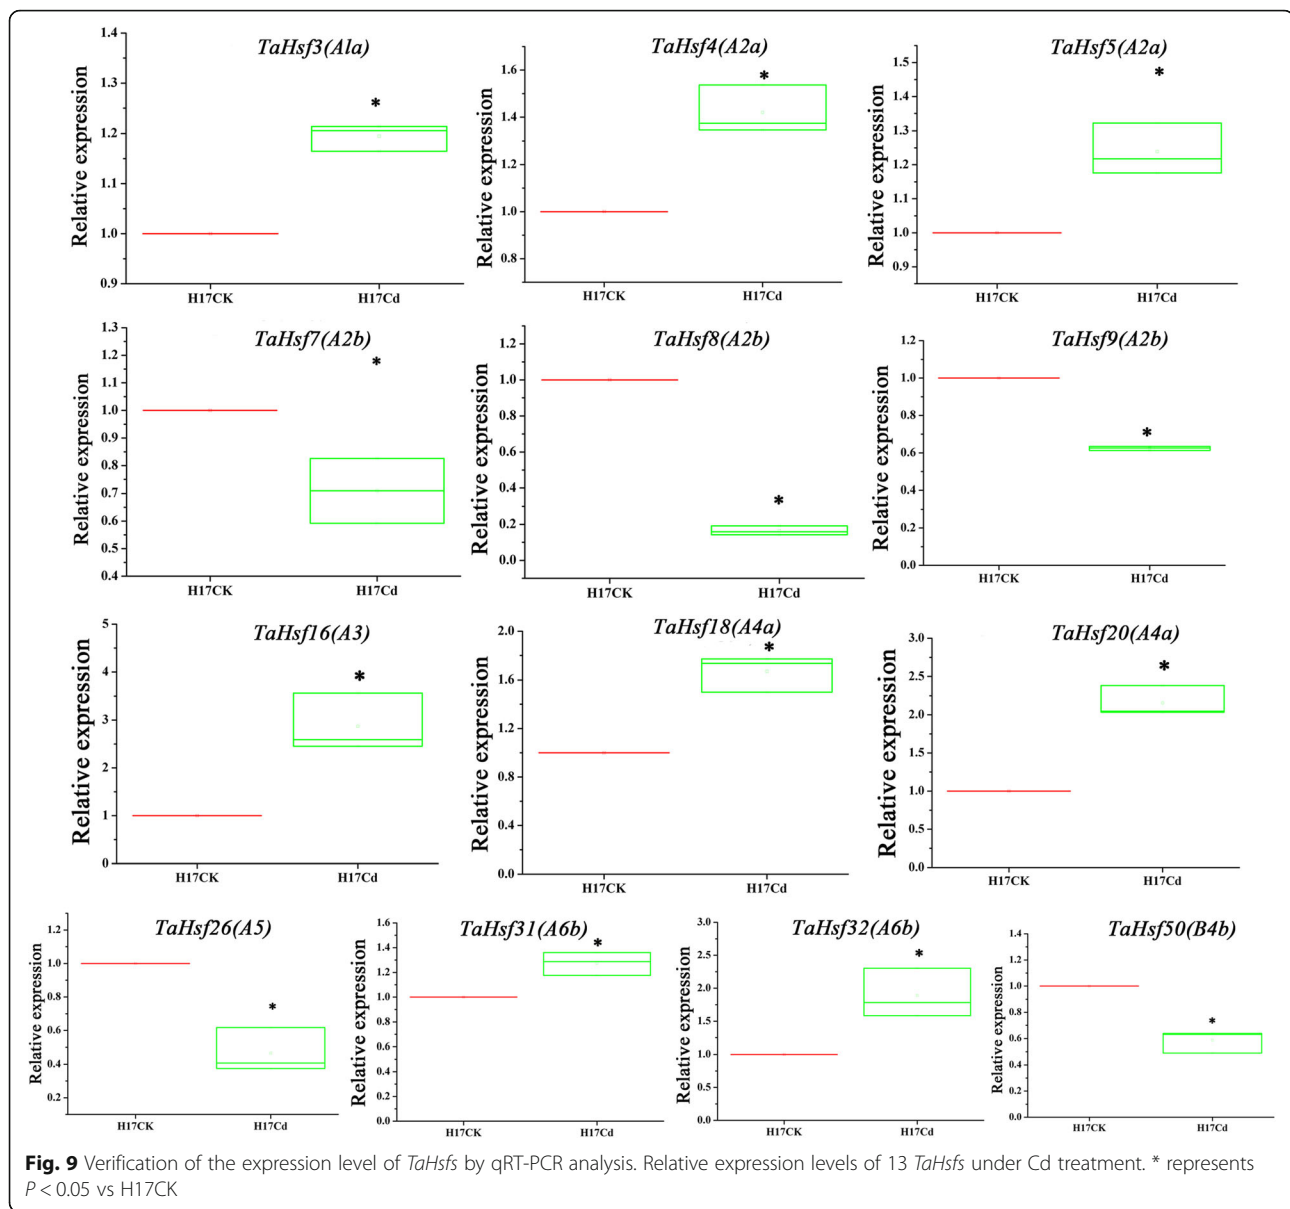 TaHsf3(A1a)
Relative expression
1.4
1.3
1.2
1.1
1.0
0.9
H17CK H17Cd
*
TaHsf4(A2a)
Relative expression
1.6
1.4
1.2
1.0
0.8
H17CK H17Cd
*
TaHsf5(A2a)
Relative expression
1.5
1.4
1.3
1.2
1.1
1.0
0.9
H17CK H17Cd
*
TaHsf7(A2b)
Relative expression
1.3
1.2
1.1
1.0
0.9
0.8
0.7
0.6
0.5
0.4
H17CK H17Cd
*
TaHsf8(A2b)
Relative expression
1.2
1.0
0.8
0.6
0.4
0.2
0.0
H17CK H17Cd
*
TaHsf9(A2b)
Relative expression
1.2
1.0
0.8
0.6
0.4
0.2
0.0
H17CK H17Cd
*
TaHsf16(A3)
Relative expression
5
4
3
2
1
0
H17CK H17Cd
*
TaHsf18(A4a)
Relative expression
2.0
1.6
1.2
0.8
0.4
0.0
H17CK H17Cd
*
TaHsf20(A4a)
Relative expression
3.0
2.5
2.0
1.5
1.0
0.5
0.0
H17CK H17Cd
*
TaHsf26(A5)
Relative expression
1.2
1.0
0.8
0.6
0.4
0.2
H17CK H17Cd
*
TaHsf31(A6b)
Relative expression
1.6
1.4
1.2
1.0
0.8
0.6
0.4
0.2
0.0
H17CK H17Cd
*
TaHsf32(A6b)
Relative expression
3.0
2.5
2.0
1.5
1.0
0.5
0.0
H17CK H17Cd
*
TaHsf50(B4b)
Relative expression
1.4
1.2
1.0
0.8
0.6
0.4
0.2
0.0
H17CK H17Cd
*
Fig. 9 Verification of the expression level of TaHsfs by qRT-PCR analysis. Relative expression levels of 13 TaHsfs under Cd treatment. * represents
P < 0.05 vs H17CK